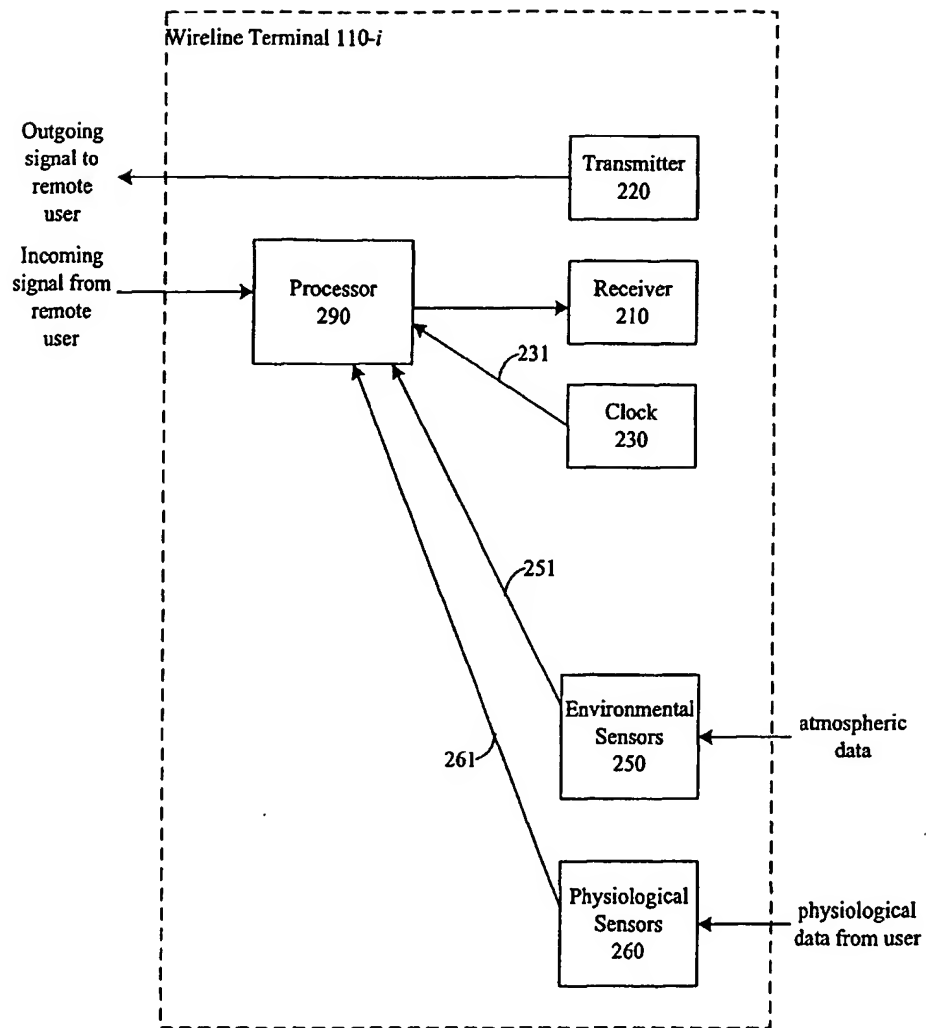 Wireline Terminal 110-i
Outgoing
signal to
remote
user
Transmitter
220
Incoming
signal from
remote
user
Processor
290
Receiver
210
231
Clock
230
251
Environmental
Sensors
250
atmospheric
data
261
Physiological
Sensors
260
physiological
data from user